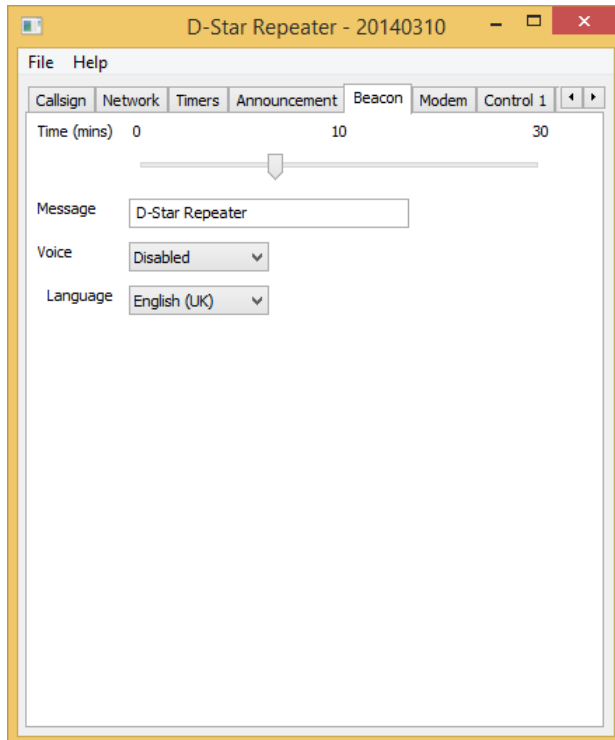 D-Star Repeater - 20140310
File Help
Callsign Network Timers Announcement Beacon Modem Control 1
Time (mins) 0 10 30
Message D-Star Repeater
Voice Disabled
Language English (UK)